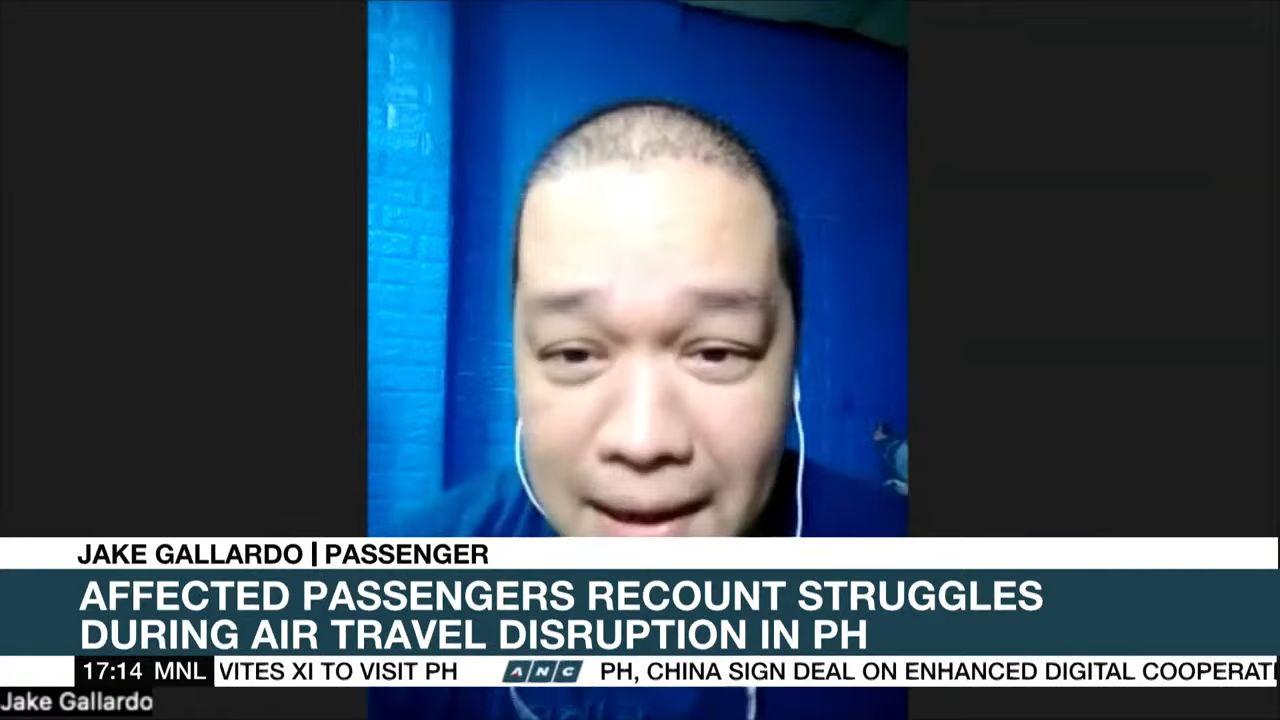 JAKE GALLARDO | PASSENGER
AFFECTED PASSENGERS RECOUNT STRUGGLES
DURING AIR TRAVEL DISRUPTION IN PH
17:14 MNL VITES XI TO VISIT PH ANC PH, CHINA SIGN DEAL ON ENHANCED DIGITAL COOPERATI
Jake Gallardo